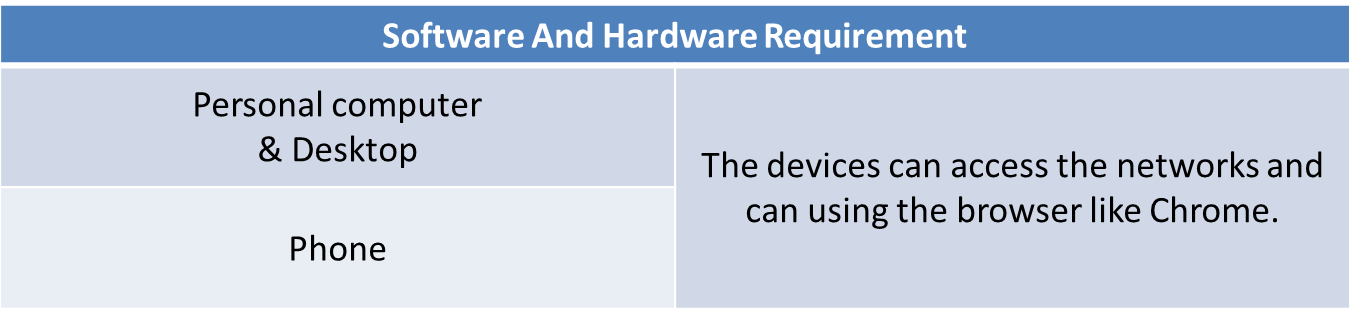 Software And Hardware Requirement
Personal computer
& Desktop
The devices can access the networks and
can using the browser like Chrome.
Phone